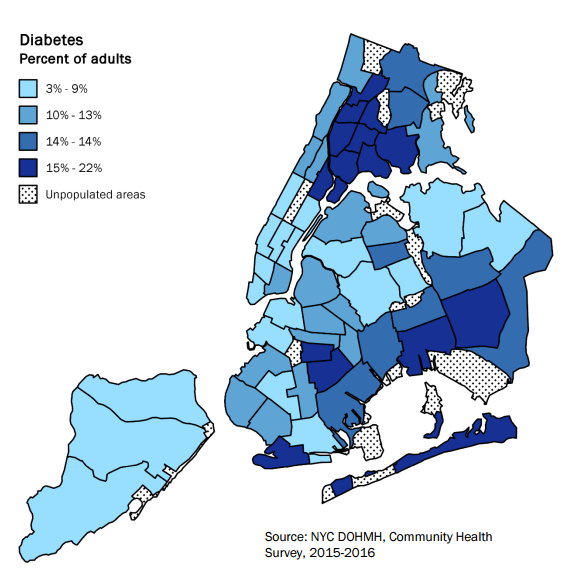 Diabetes
Percent of adults
3% - 9%
10% - 13%
14% - 14%
15% - 22%
Unpopulated areas
Source: NYC DOHMH, Community Health
Survey, 2015-2016